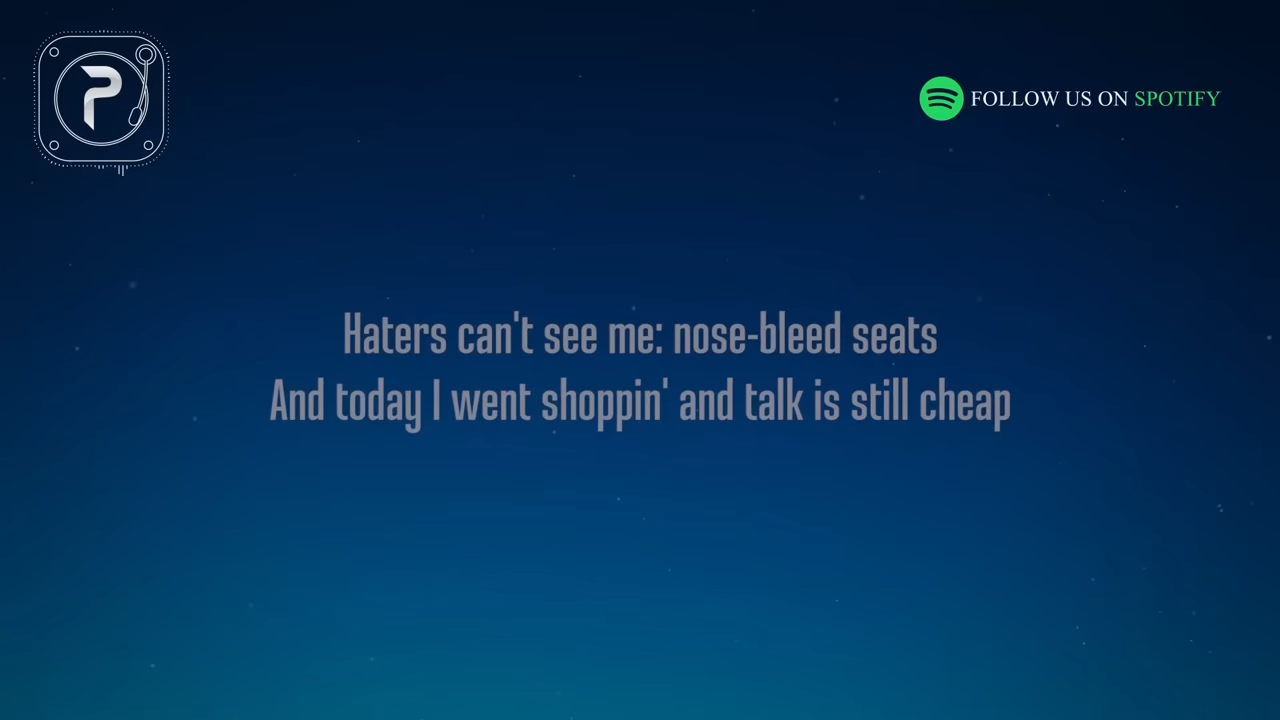 P
FOLLOW US ON SPOTIFY
Haters can't see me: nose-bleed seats
And today I went shoppin' and talk is still cheap